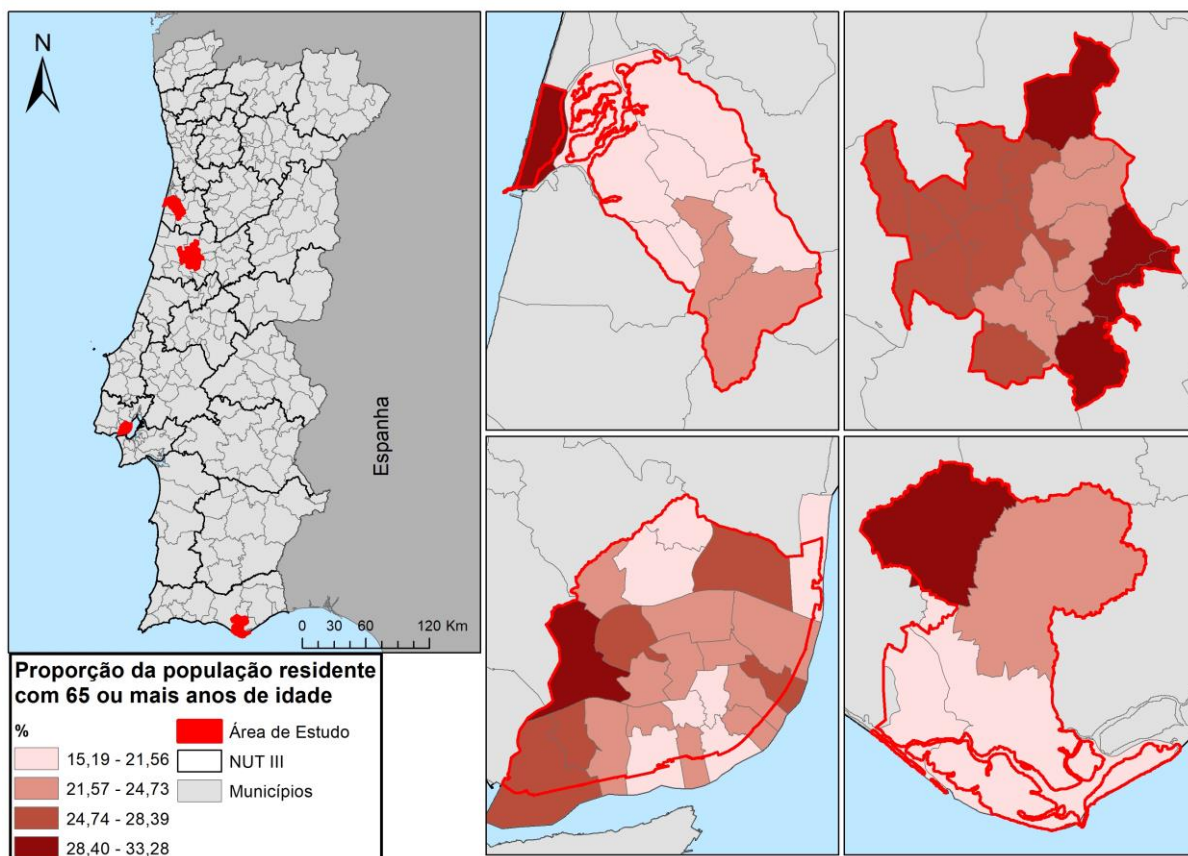 N
Espanha
0 30 60 120 Km
Proporção da população residente
com 65 ou mais anos de idade
%
15,19 - 21,56
21,57 - 24,73
24,74 - 28,39
28,40 - 33,28
Área de Estudo
NUT III
Municípios